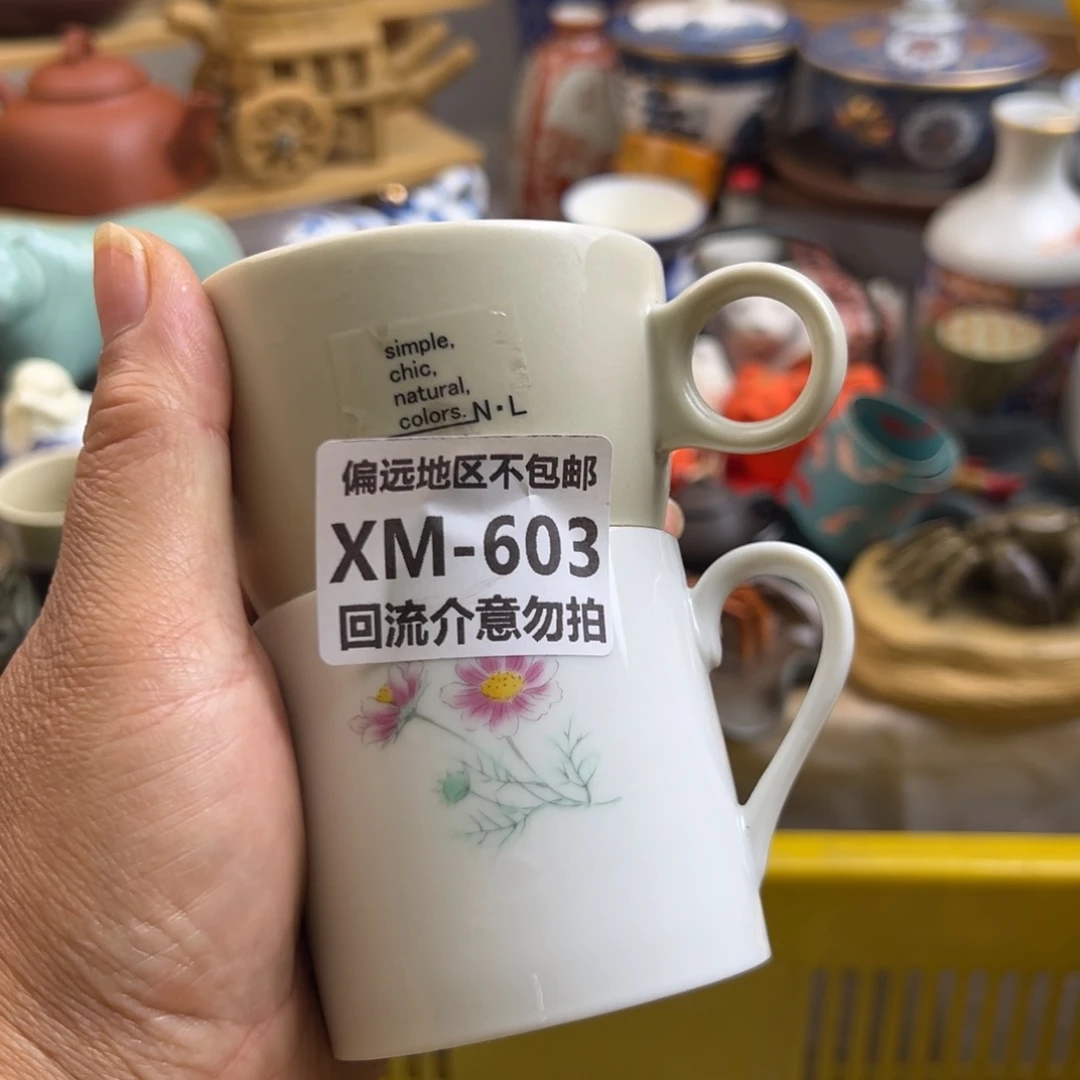 simple,
chic,
natural,
colors. N·L
偏远地区不包邮
XM-603
回流介意勿拍